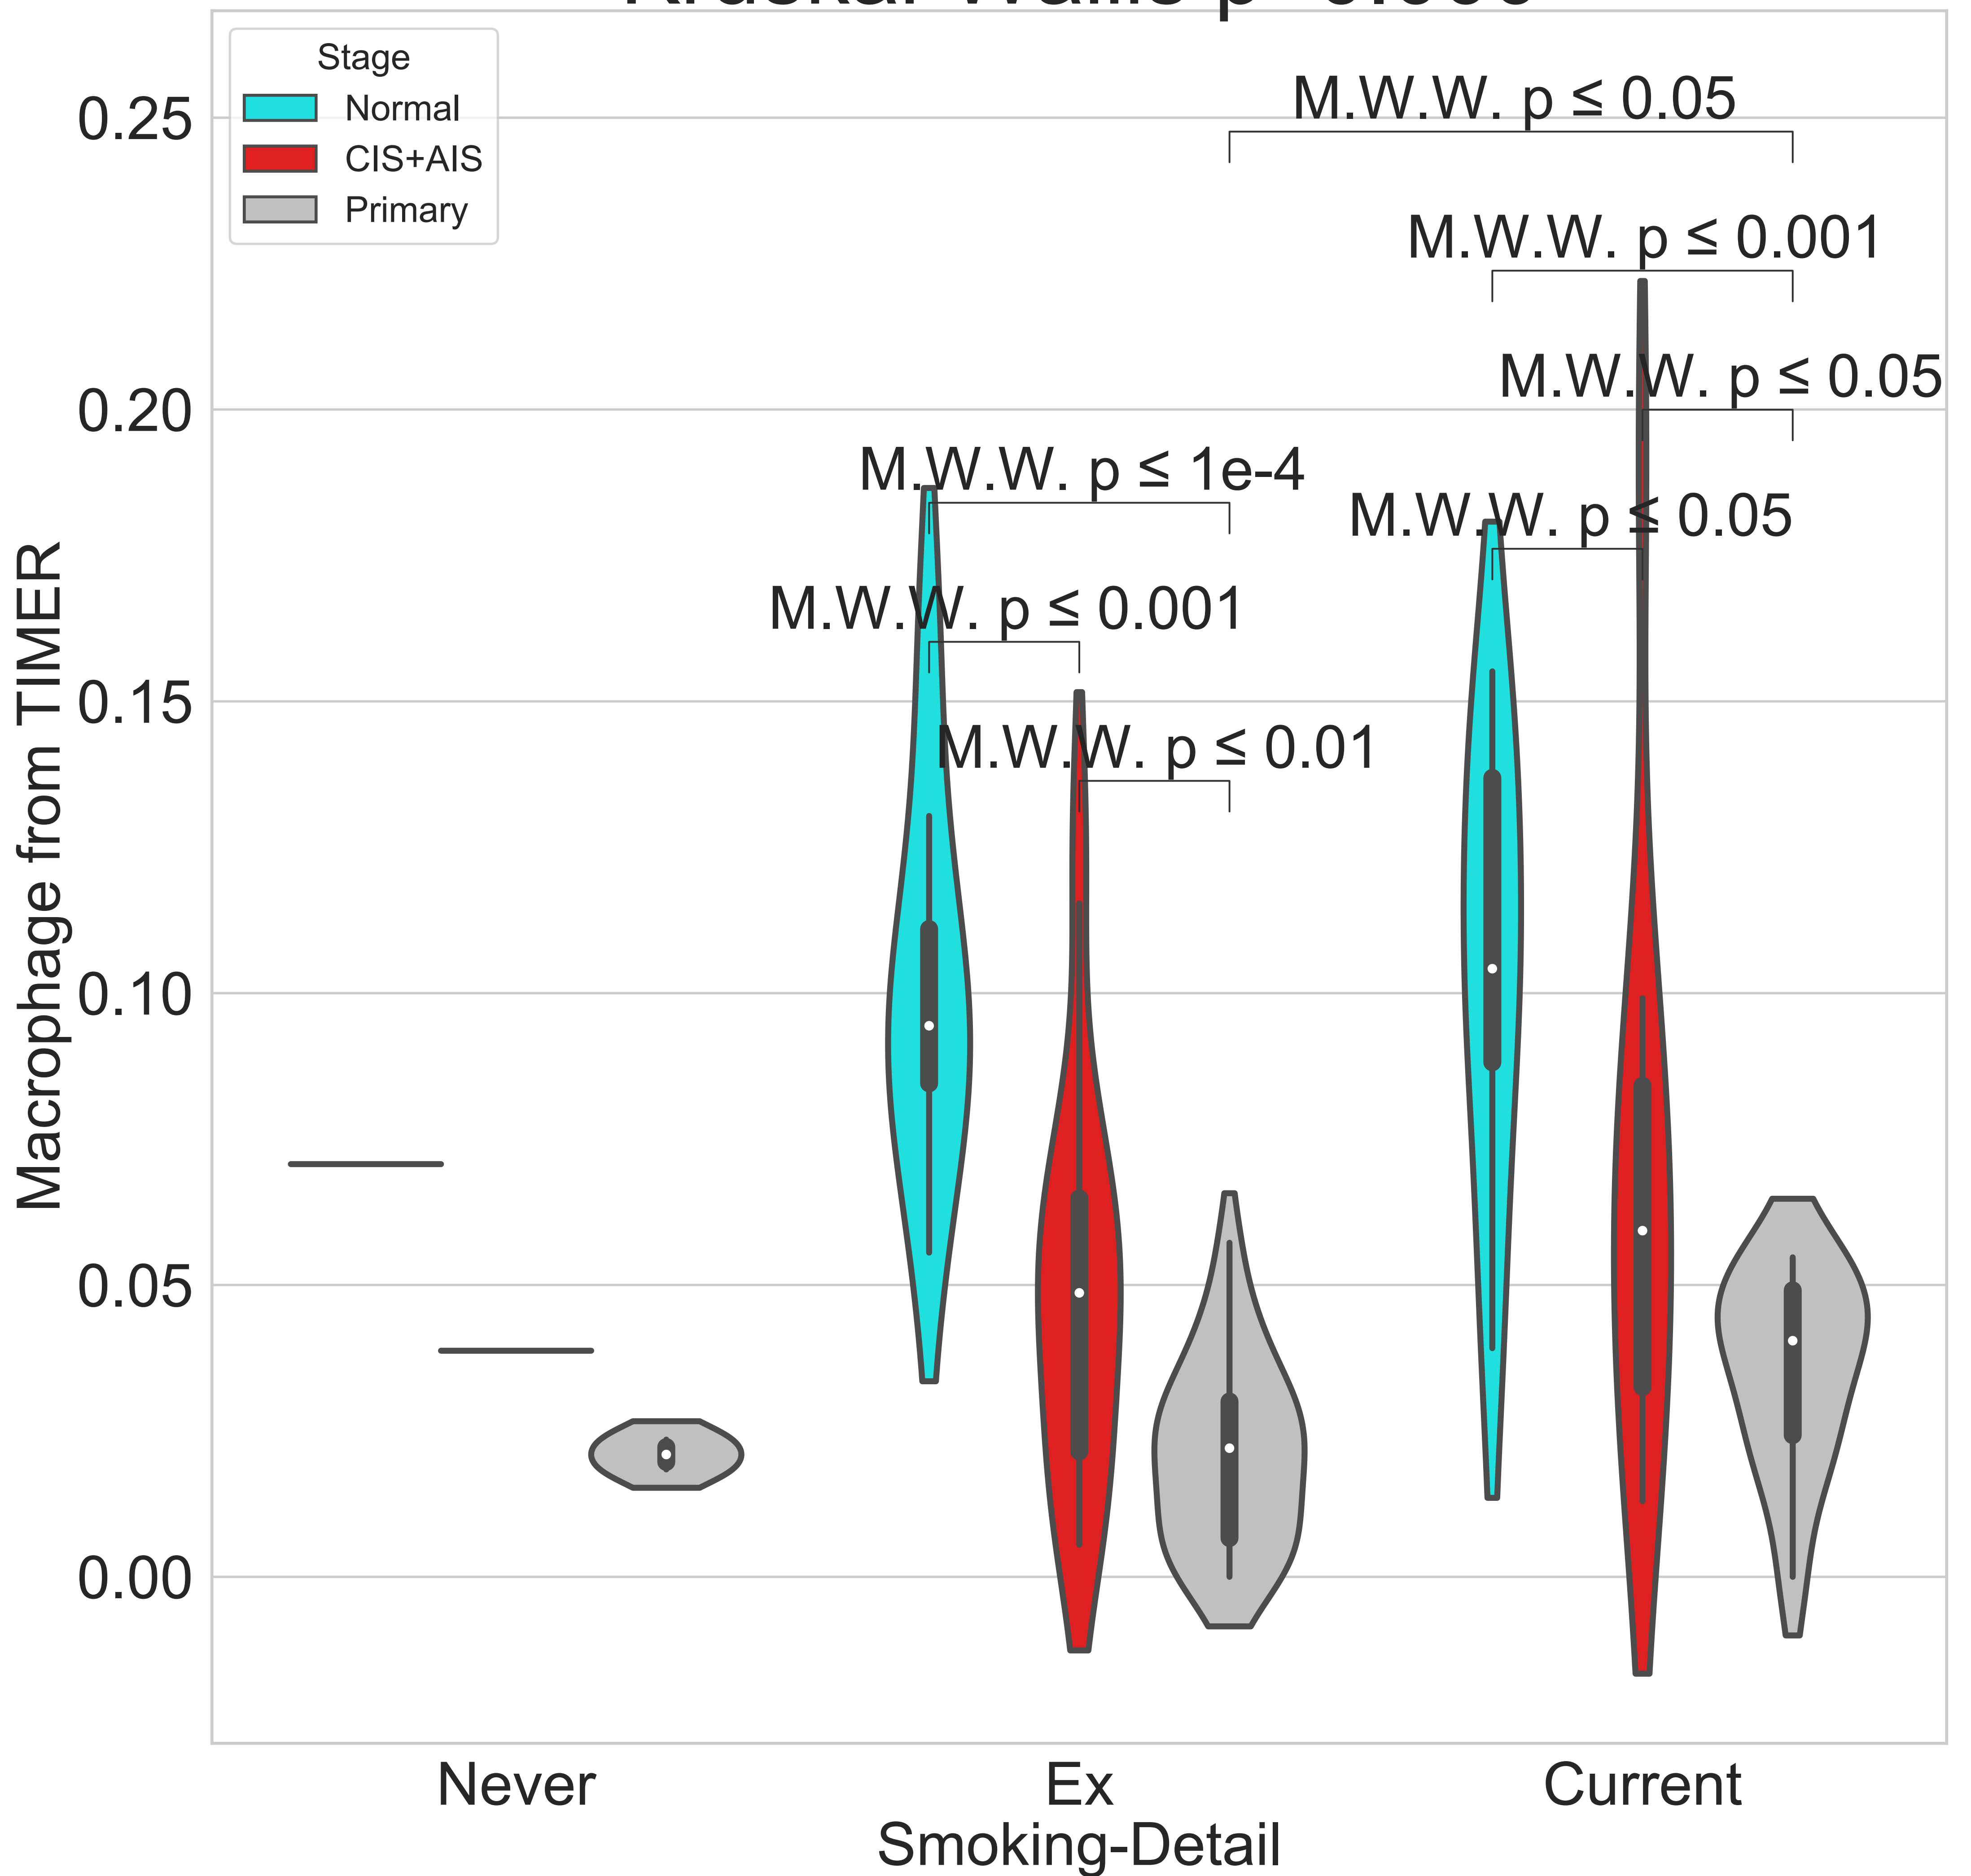 Stage
Normal
CIS+AIS
Primary
M.W.W. p ≤ 0.05
M.W.W. p ≤ 0.001
M.W.W. p ≤ 0.05
M.W.W. p ≤ 1e-4
M.W.W. p ≤ 0.05
M.W.W. p ≤ 0.001
M.W.W. p ≤ 0.01
0.25
0.20
0.15
0.10
0.05
0.00
Macrophage from TIMER
Never
Ex
Current
Smoking-Detail